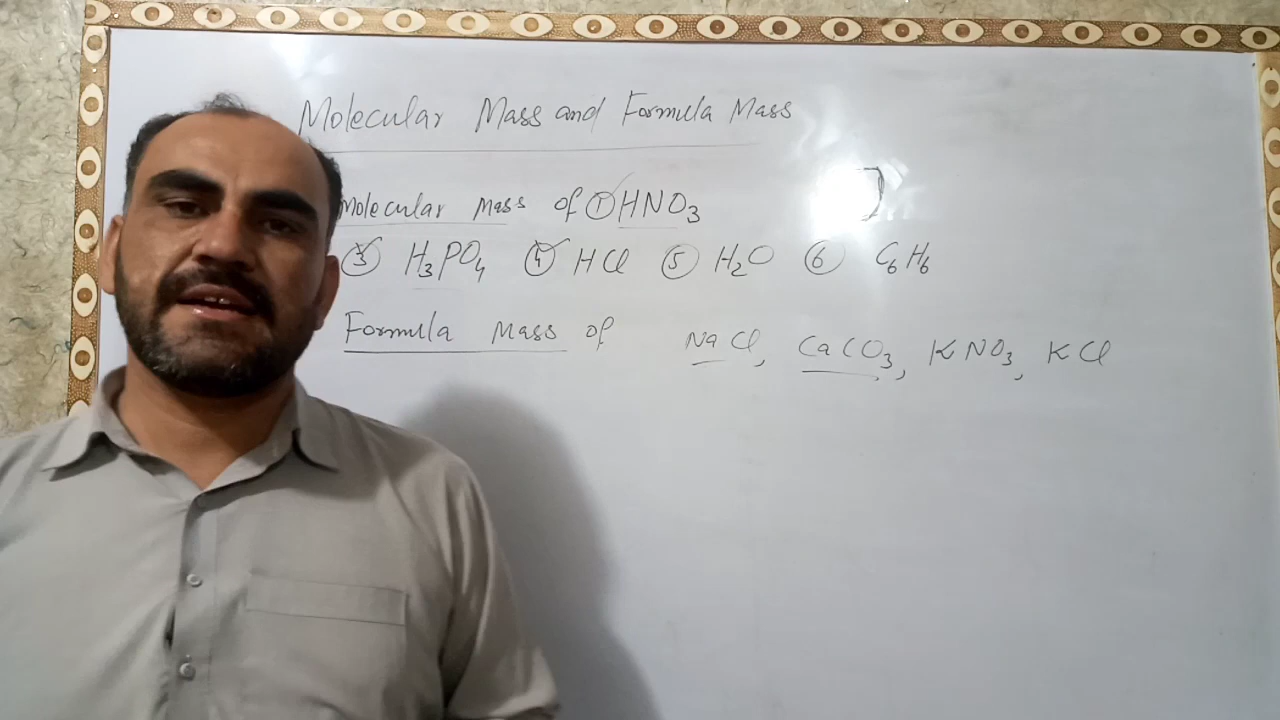 Molecular Mass and Formula Mass
Molecular Mass of ① HNO₃
③ H₃PO₄ ④ HCl ⑤ H₂O ⑥ C₆H₆
Formula Mass of NaCl, CaCO₃, KNO₃, KCl